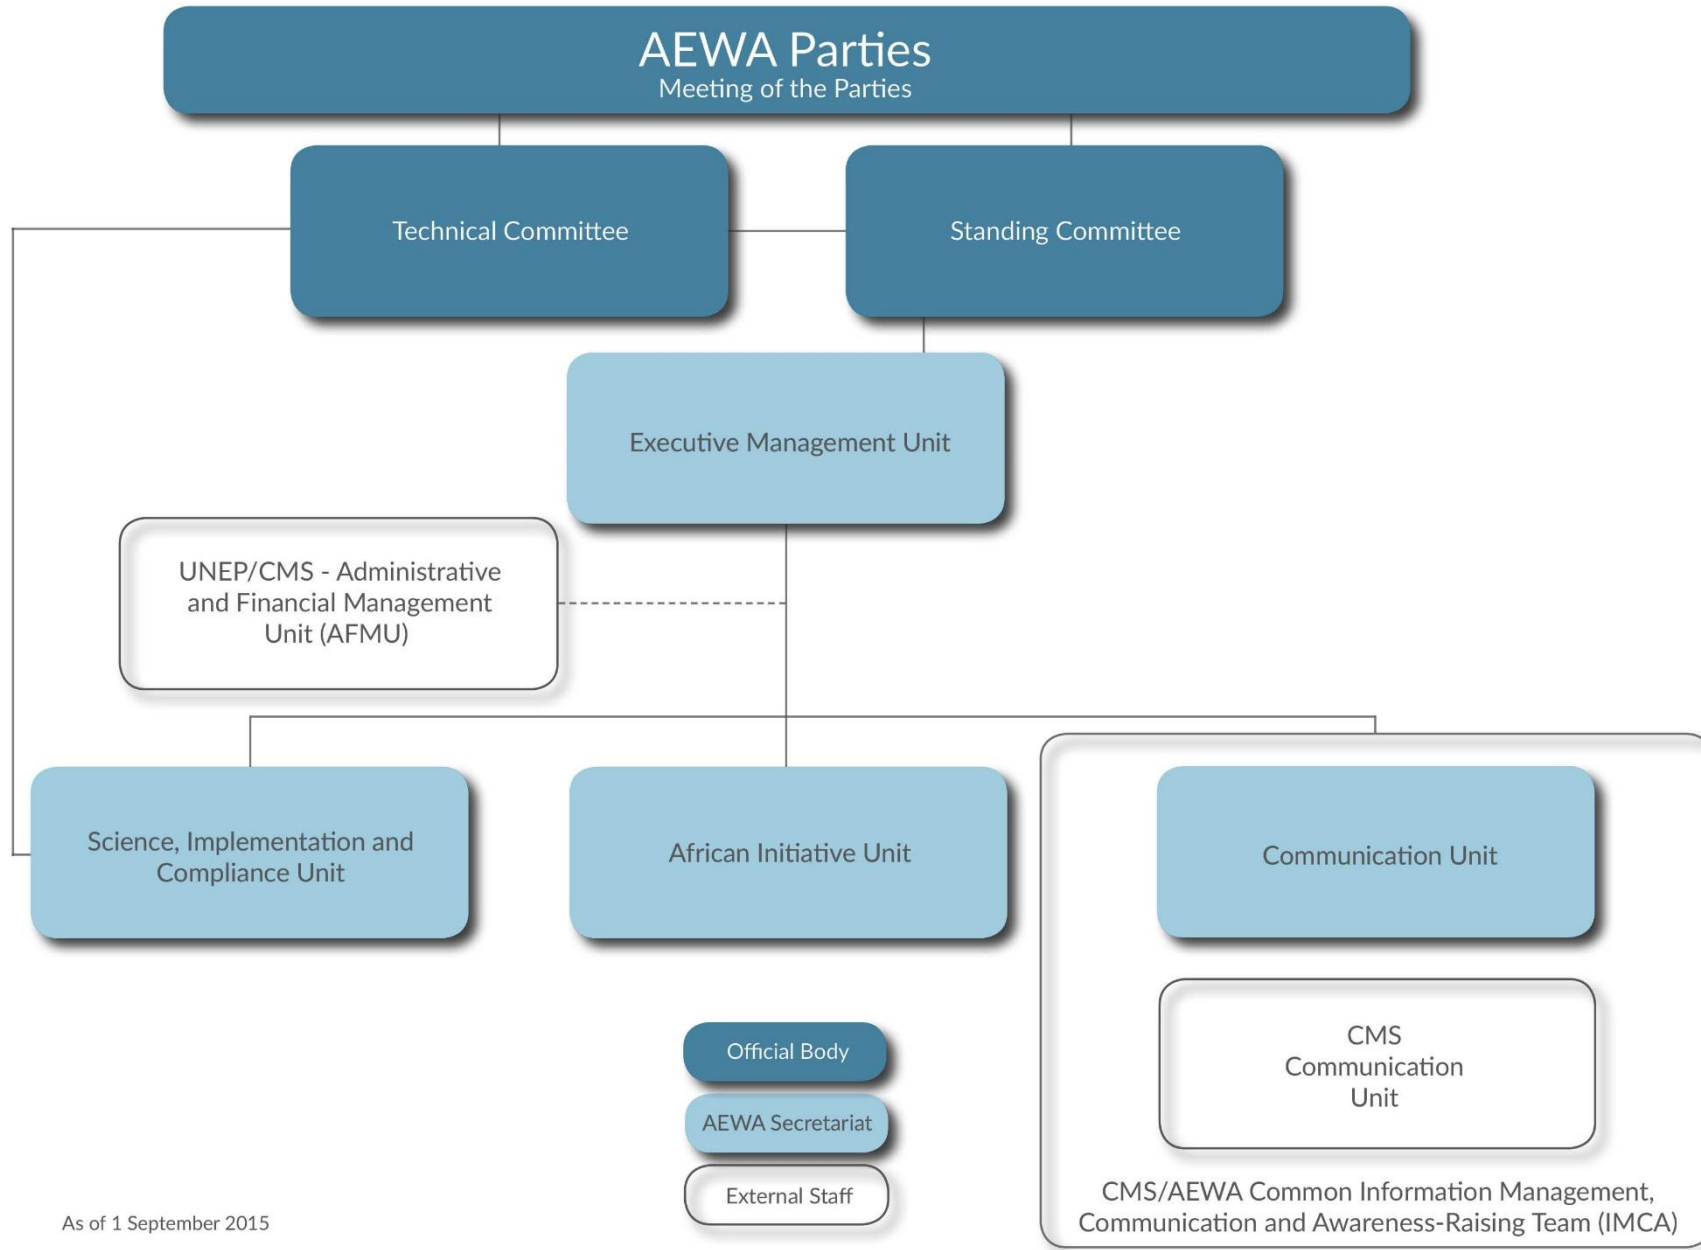 AEWA Parties
Meeting of the Parties
Technical Committee
Standing Committee
Executive Management Unit
UNEP/CMS - Administrative
and Financial Management
Unit (AFMU)
Science, Implementation and
Compliance Unit
African Initiative Unit
Communication Unit
CMS
Communication
Unit
CMS/AEWA Common Information Management,
Communication and Awareness-Raising Team (IMCA)
Official Body
AEWA Secretariat
External Staff
As of 1 September 2015